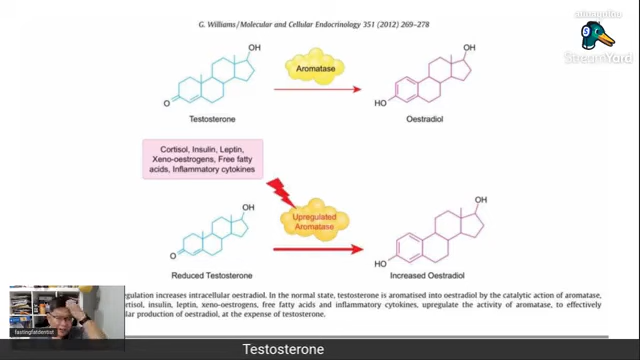 G. Williams/Molecular and Cellular Endocrinology 351 (2012) 269–278
StreamYard
OH
Aromatase
OH
O
HO
Testosterone
Oestradiol
Cortisol, Insulin, Leptin,
Xeno-oestrogens, Free fatty
acids, Inflammatory cytokines
Upregulated
Aromatase
OH
OH
O
HO
Reduced Testosterone
Increased Oestradiol
gulation increases intracellular oestradiol. In the normal state, testosterone is aromatised into oestradiol by the catalytic action of aromatase,
rtisol, insulin, leptin, xeno-oestrogens, free fatty acids and inflammatory cytokines, upregulate the activity of aromatase, to effectively
lar production of oestradiol, at the expense of testosterone.
fastingfatdentist
Testosterone